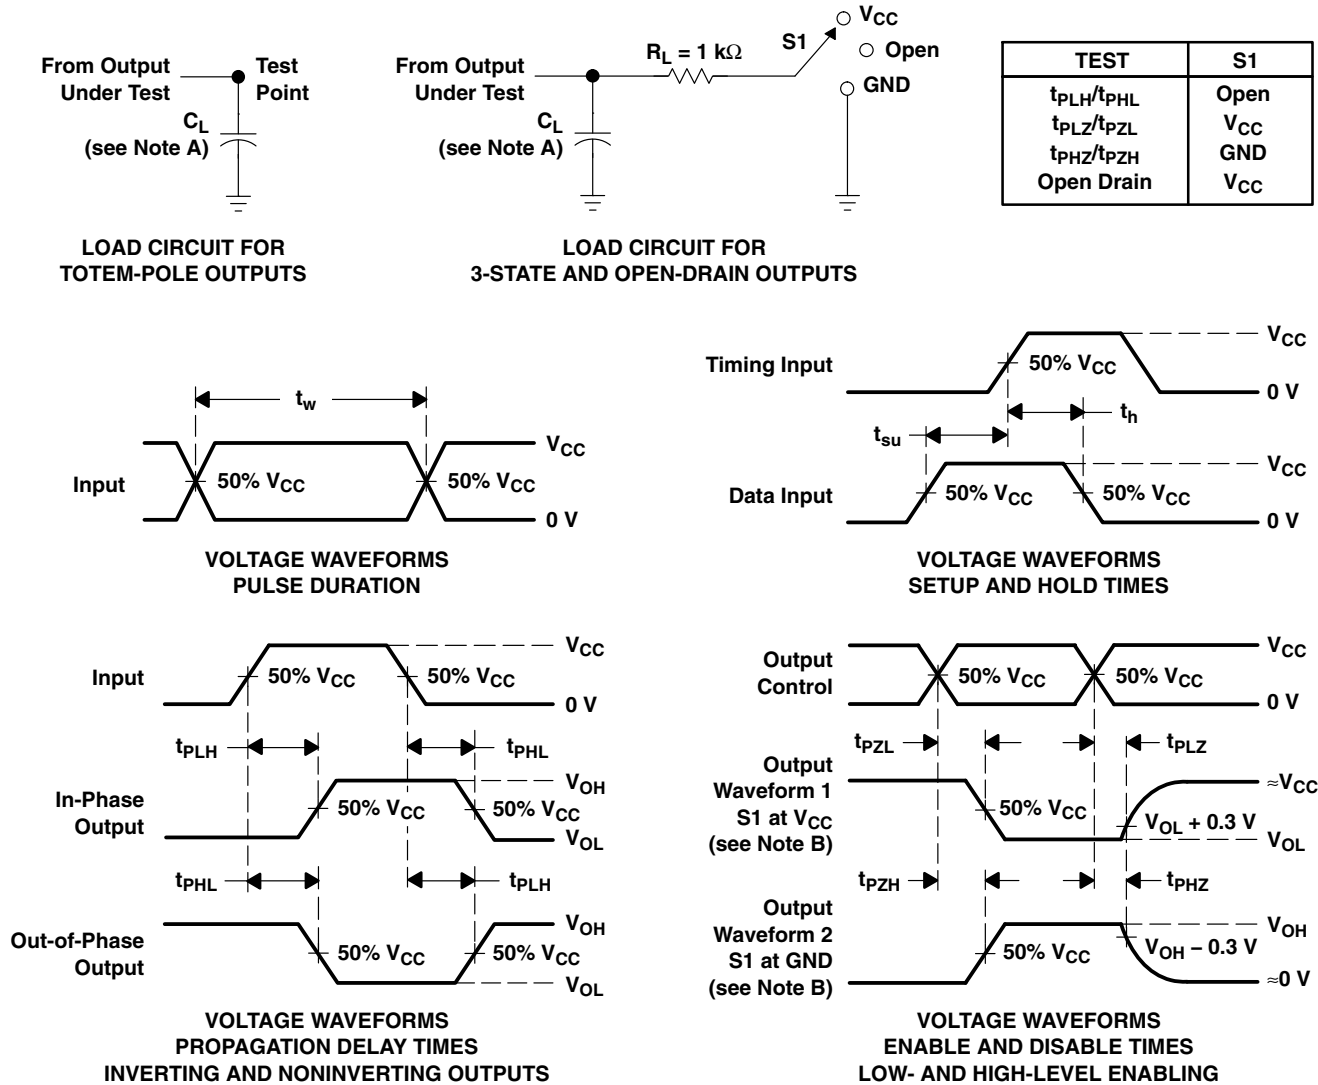 From Output
Under Test
Test
Point
CL
(see Note A)
LOAD CIRCUIT FOR
TOTEM-POLE OUTPUTS
From Output
Under Test
RL = 1 kΩ
S1
VCC
Open
GND
CL
(see Note A)
LOAD CIRCUIT FOR
3-STATE AND OPEN-DRAIN OUTPUTS
TEST S1
tPLH/tPHL Open
tPLZ/tPZL VCC
tPHZ/tPZH GND
Open Drain VCC
tw
Input
50% VCC
50% VCC
VCC
0 V
VOLTAGE WAVEFORMS
PULSE DURATION
Timing Input
50% VCC
VCC
0 V
th
tsu
Data Input
50% VCC
50% VCC
VCC
0 V
VOLTAGE WAVEFORMS
SETUP AND HOLD TIMES
Input
50% VCC
50% VCC
VCC
0 V
tPLH
tPHL
In-Phase
Output
50% VCC
50% VCC
VOH
VOL
tPHL
tPLH
Out-of-Phase
Output
50% VCC
50% VCC
VOH
VOL
VOLTAGE WAVEFORMS
PROPAGATION DELAY TIMES
INVERTING AND NONINVERTING OUTPUTS
Output
Control
50% VCC
50% VCC
VCC
0 V
tPZL
tPLZ
Output
Waveform 1
S1 at VCC
(see Note B)
50% VCC
VOL + 0.3 V
≈VCC
VOL
tPZH
tPHZ
Output
Waveform 2
S1 at GND
(see Note B)
50% VCC
VOH − 0.3 V
VOH
≈0 V
VOLTAGE WAVEFORMS
ENABLE AND DISABLE TIMES
LOW- AND HIGH-LEVEL ENABLING